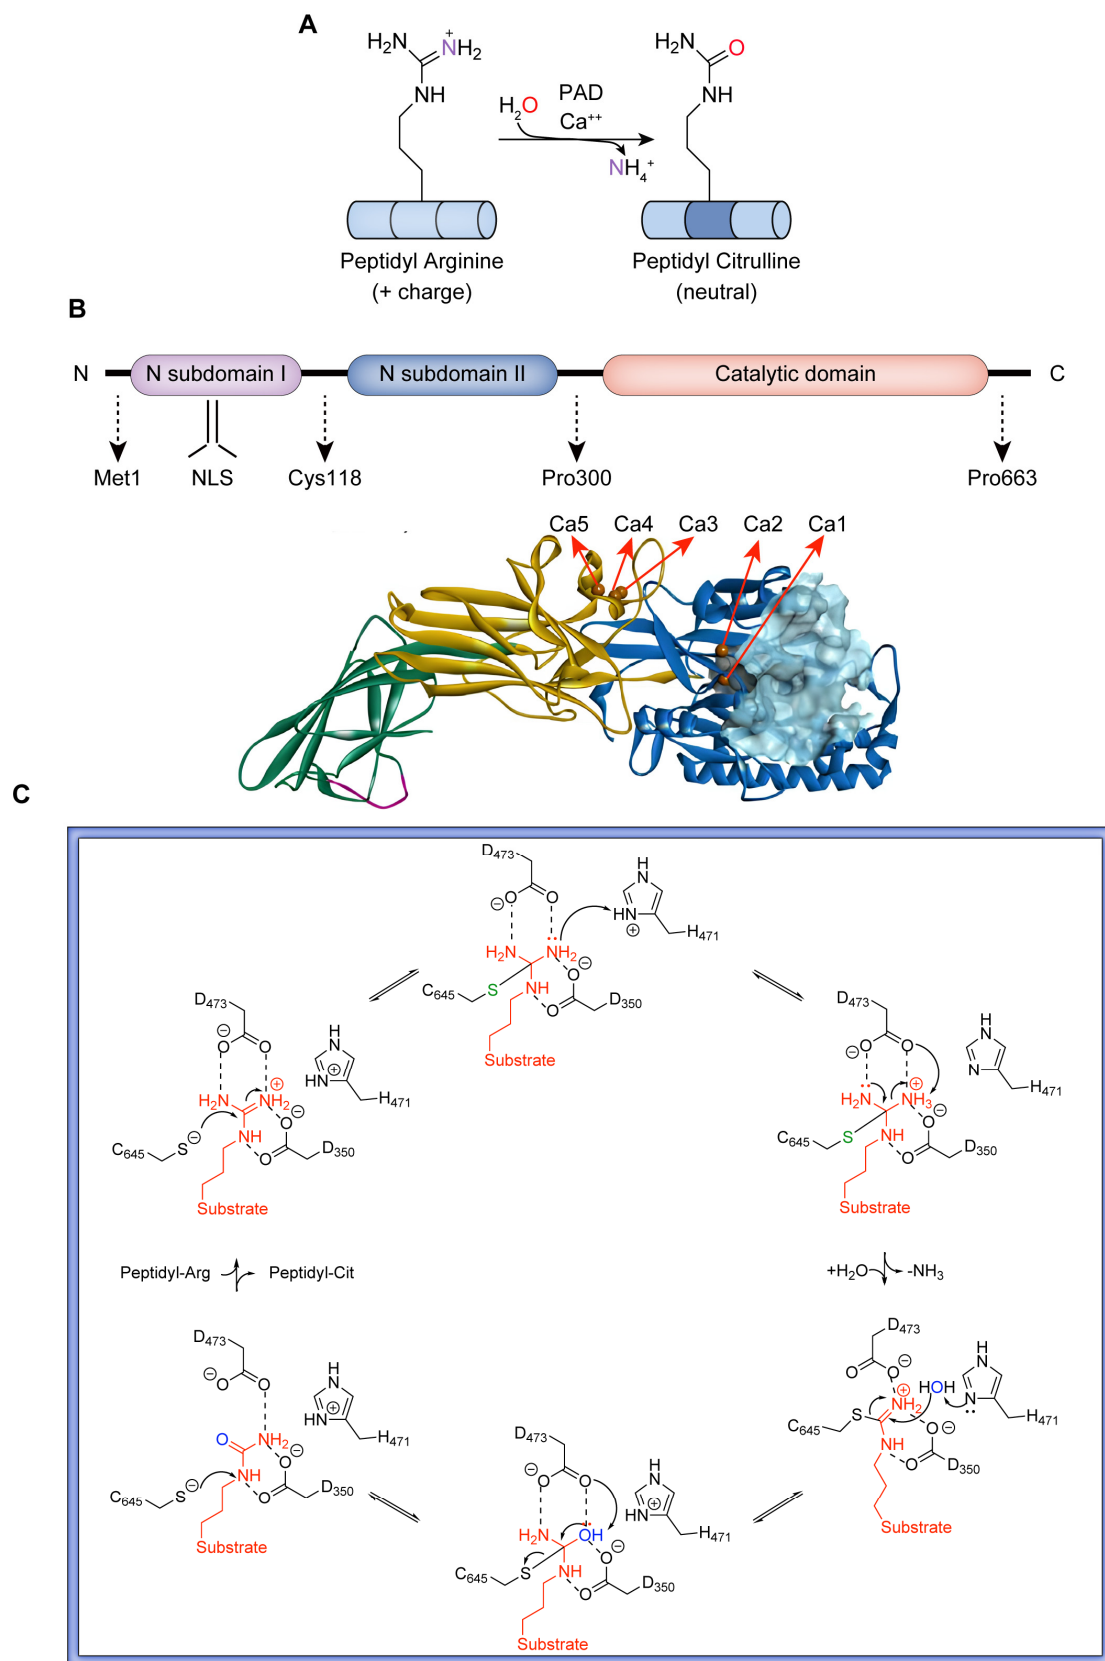 A
H₂N
+
NH₂
NH
H₂O
PAD
Ca⁺⁺
NH₄⁺
H₂N
O
NH
Peptidyl Arginine
(+ charge)
Peptidyl Citrulline
(neutral)
B
N
N subdomain I
N subdomain II
Catalytic domain
C
Met1
NLS
Cys118
Pro300
Pro663
Ca5
Ca4
Ca3
Ca2
Ca1
C
D₄₇₃
⊖
O
O
H
N
HN
⊕
H₄₇₁
H₂N
NH₂
C₆₄₅
S
NH
O
⊖
O
D₃₅₀
Substrate
D₄₇₃
⊖
O
O
H
N
HN
⊕
H₄₇₁
H₂N
⊕
NH₂
O
⊖
C₆₄₅
S
⊖
NH
O
D₃₅₀
Substrate
D₄₇₃
⊖
O
O
H
N
N
H₄₇₁
H₂N
⊕
NH₃
O
⊖
C₆₄₅
S
NH
O
D₃₅₀
Substrate
Peptidyl-Arg
Peptidyl-Cit
+H₂O
-NH₃
D₄₇₃
⊖
O
O
H
N
HN
⊕
H₄₇₁
O
NH₂
O
⊖
C₆₄₅
S
⊖
NH
O
D₃₅₀
Substrate
D₄₇₃
O
O
⊖
HOH
H
N
N
H₄₇₁
⊕
NH₂
C₆₄₅
S
O
⊖
NH
O
D₃₅₀
Substrate
D₄₇₃
⊖
O
O
H
N
HN
⊕
H₄₇₁
H₂N
OH
O
⊖
C₆₄₅
S
NH
O
D₃₅₀
Substrate